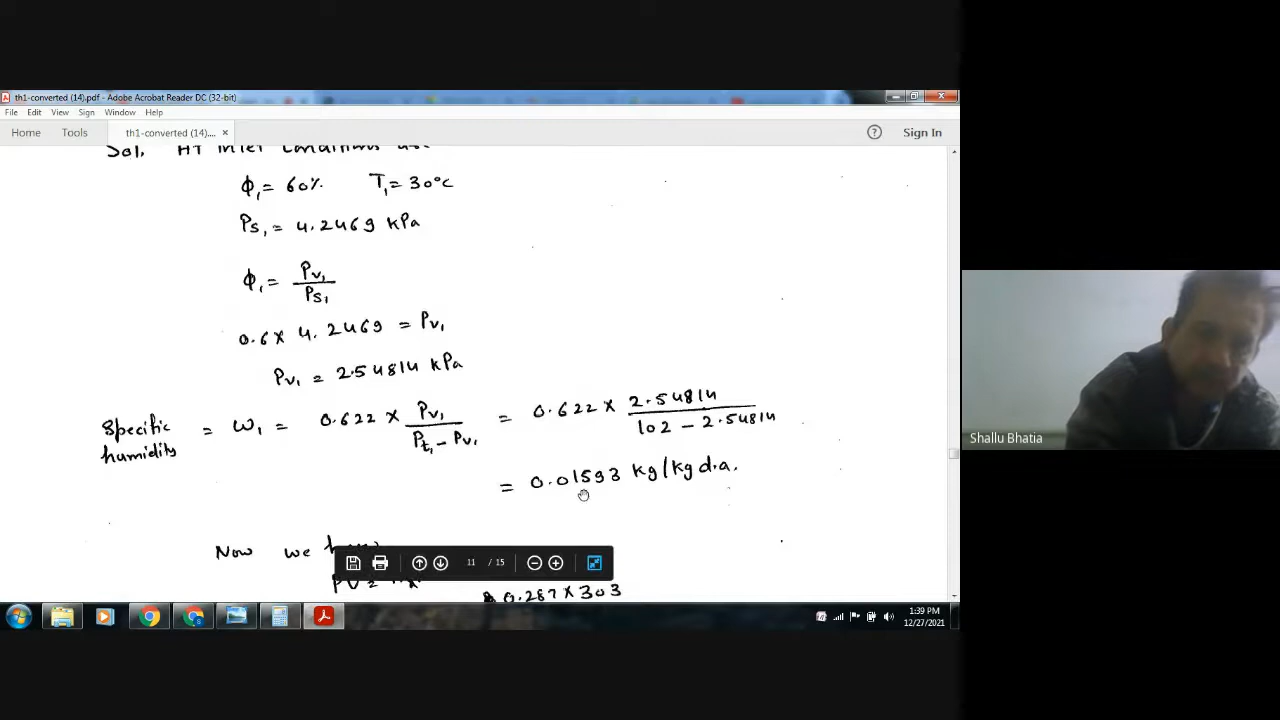 th1-converted (14).pdf - Adobe Acrobat Reader DC (32-bit)
File Edit View Sign Window Help
Home Tools th1-converted (14).... × ? Sign In
Sol. At inlet conditions
Φ₁ = 60% T₁ = 30°C
Ps₁ = 4.2469 kPa
Φ₁ = Pv₁ / Ps₁
0.6 × 4.2469 = Pv₁
Pv₁ = 2.54814 kPa
Specific humidity = ω₁ = 0.622 × Pv₁ / (Pt₁ - Pv₁) = 0.622 × 2.54814 / (102 - 2.54814)
= 0.01593 kg/kg d.a.
Now we
11 / 15
0.287 × 303
Shallu Bhatia
1:39 PM
12/27/2021